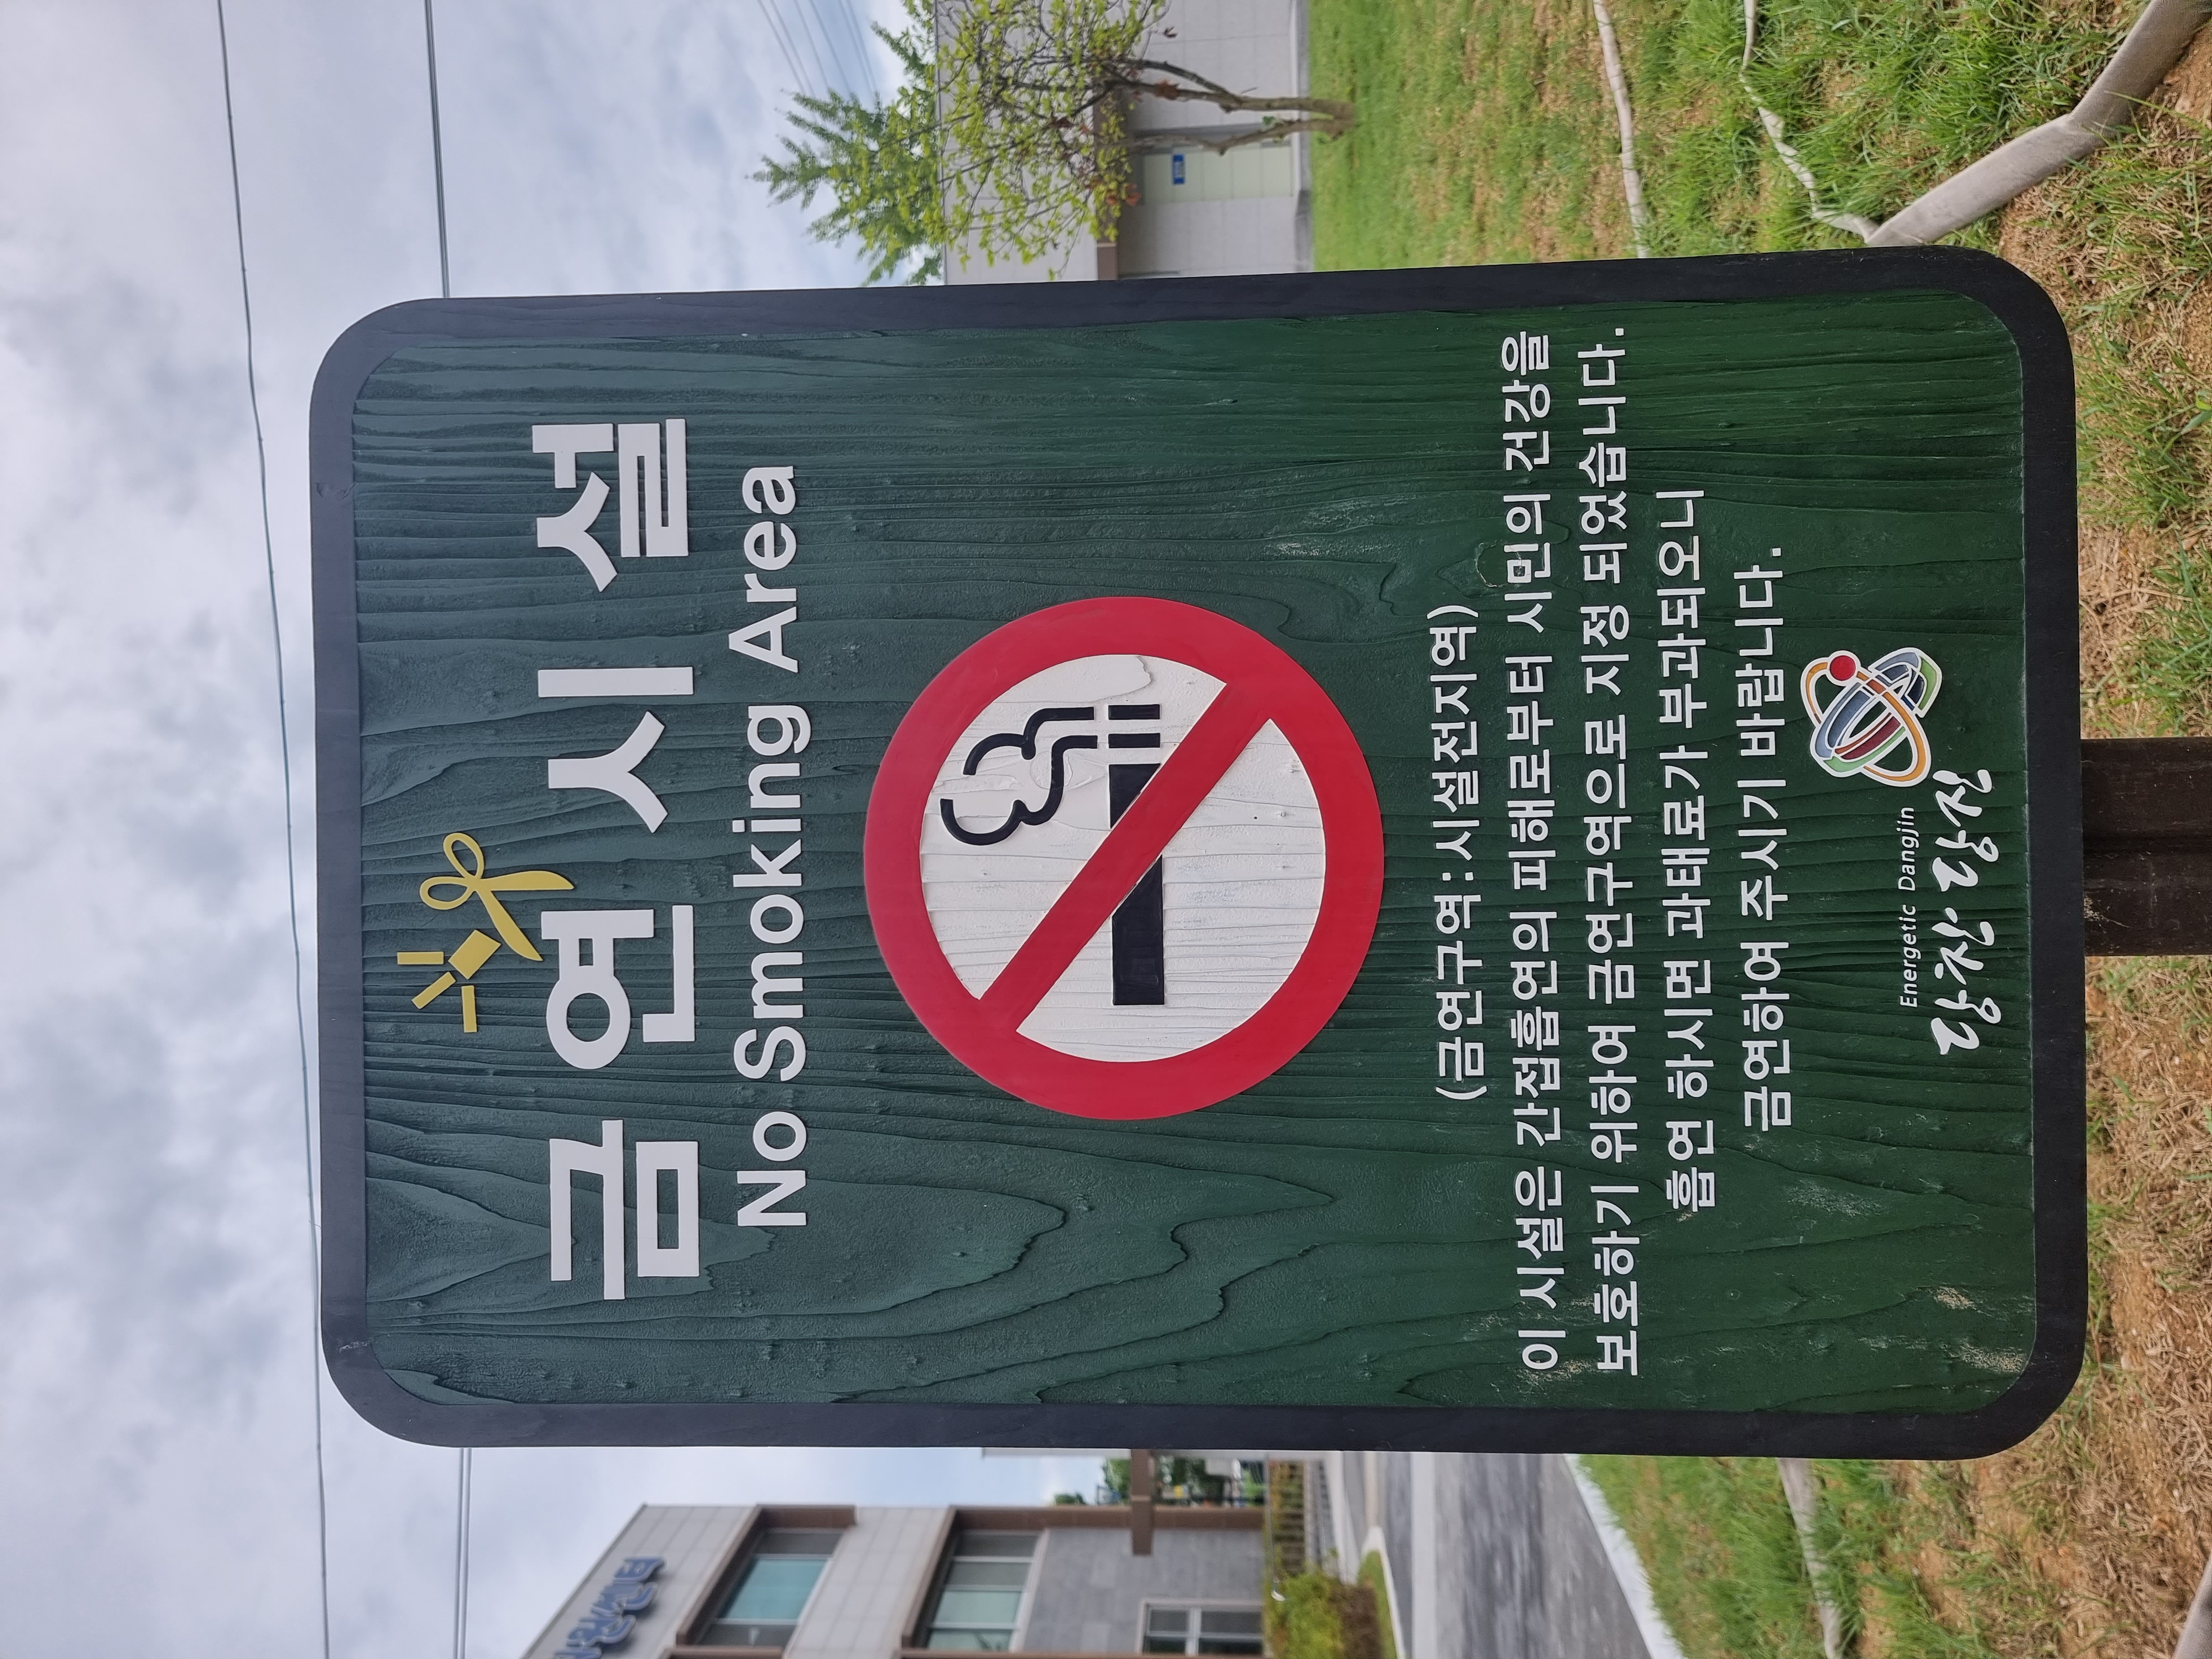 금연시설
No Smoking Area
(금연구역 : 시설전지역)
이 시설은 간접흡연의 피해로부터 시민의 건강을
보호하기 위하여 금연구역으로 지정 되었습니다.
흡연 하시면 과태료가 부과되오니
금연하여 주시기 바랍니다.
Energetic Dangjin
당찬 당진